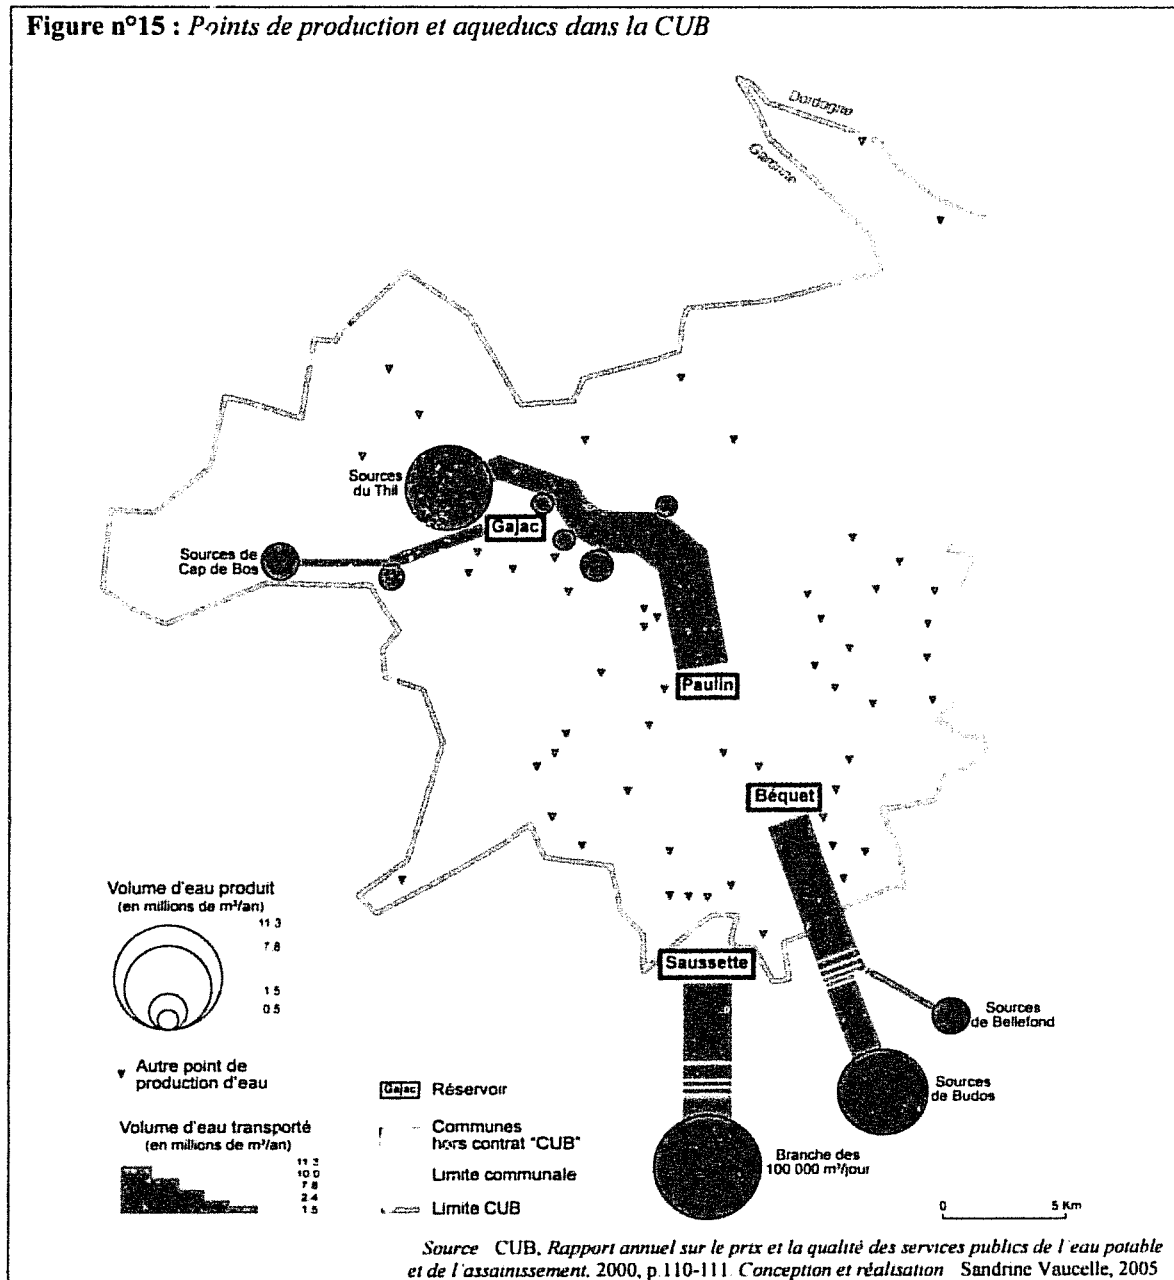 Figure n°15 : Points de production et aqueducs dans la CUB
Dordogne
Garonne
Sources
du Thil
Gajac
Sources de
Cap de Bos
Paulin
Béquet
Saussette
Sources
de Bellefond
Sources
de Budos
Branche des
100 000 m³/jour
Volume d'eau produit
(en millions de m³/an)
11 3
7.8
1 5
0 5
Autre point de
production d'eau
Volume d'eau transporté
(en millions de m³/an)
11 3
10 0
7 8
2 4
1 5
Gajac Réservoir
Communes
hors contrat "CUB"
Limite communale
Limite CUB
0 5 Km
Source CUB, Rapport annuel sur le prix et la qualité des services publics de l'eau potable
et de l'assainissement, 2000, p.110-111. Conception et réalisation Sandrine Vaucelle, 2005